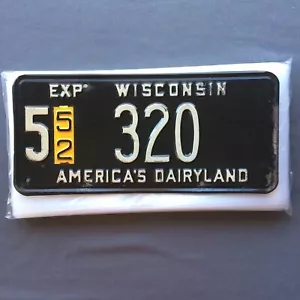 EXP WISCONSIN
5 52 320
AMERICA'S DAIRYLAND